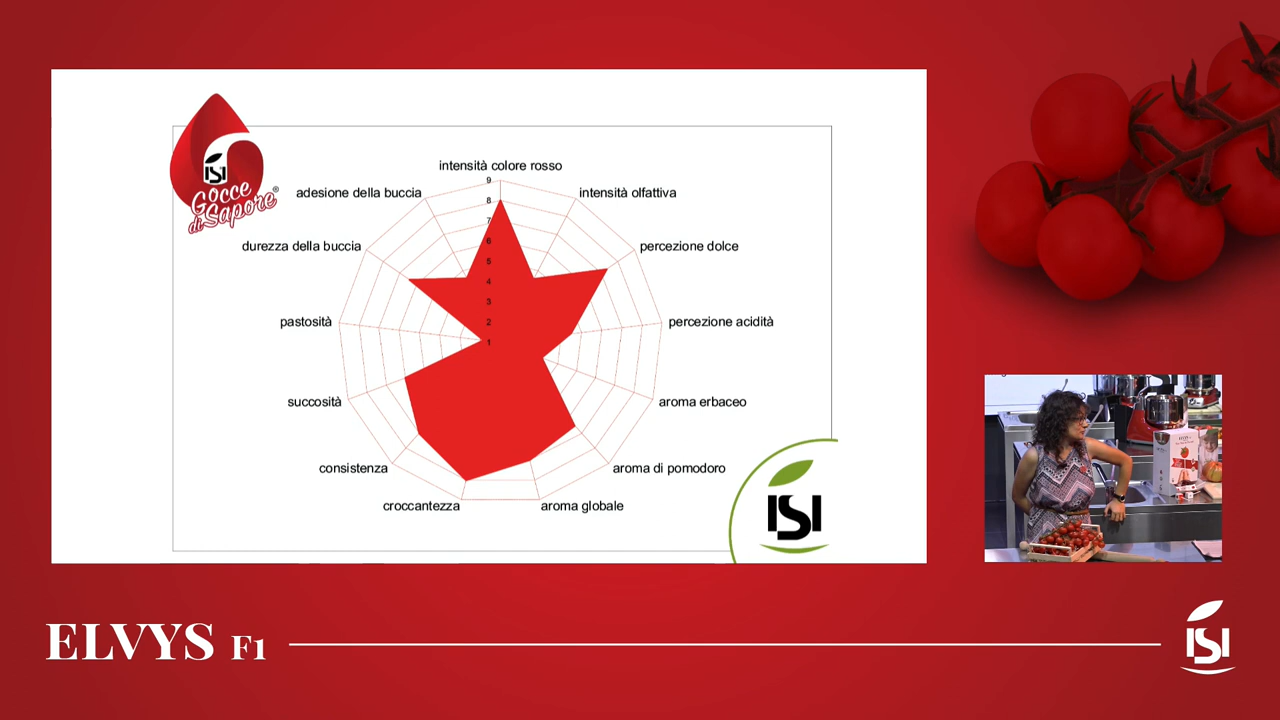 ISI
Gocce
di Sapore®
intensità colore rosso
intensità olfattiva
percezione dolce
percezione acidità
aroma erbaceo
aroma di pomodoro
aroma globale
croccantezza
consistenza
succosità
pastosità
durezza della buccia
adesione della buccia
9
8
7
6
5
4
3
2
1
ISI
ELVYS
ELVYS F1
ISI